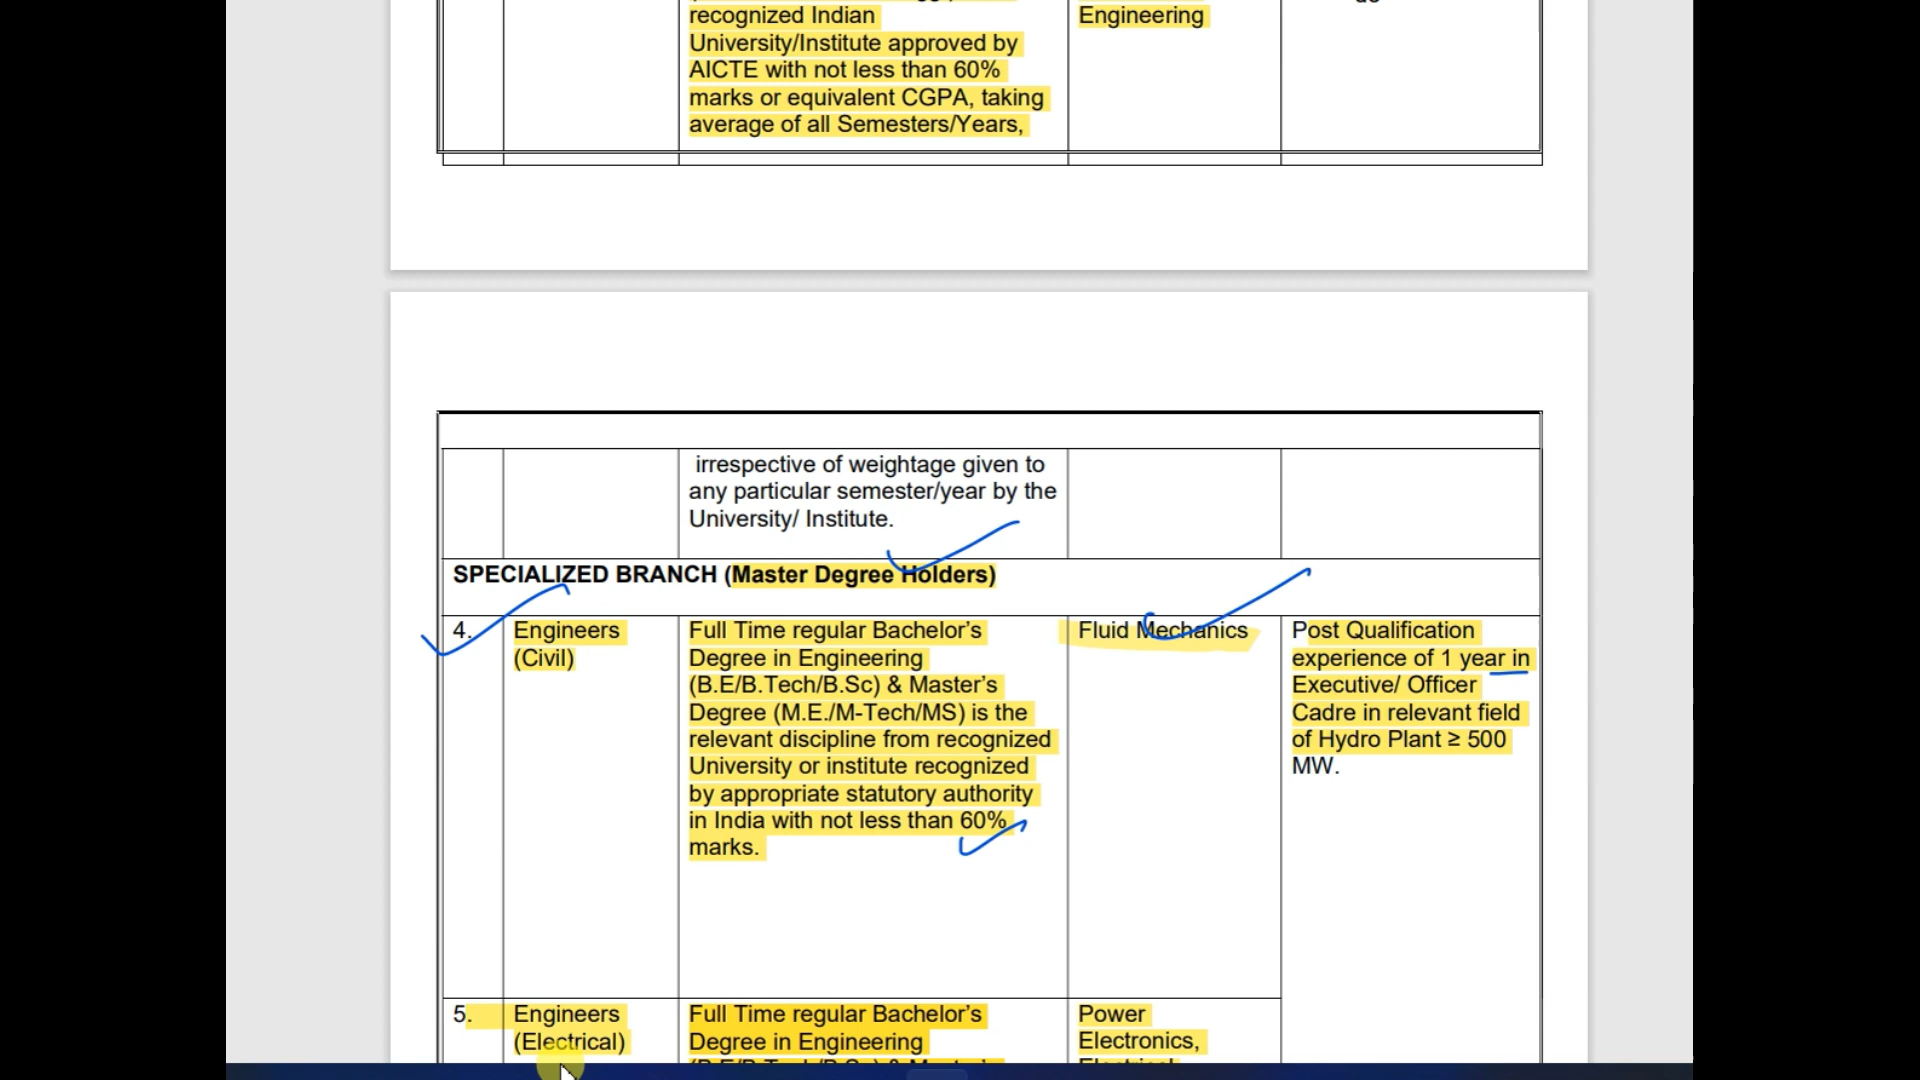 recognized Indian
University/Institute approved by
AICTE with not less than 60%
marks or equivalent CGPA, taking
average of all Semesters/Years,
Engineering
irrespective of weightage given to
any particular semester/year by the
University/ Institute.
SPECIALIZED BRANCH (Master Degree Holders)
4.
Engineers
(Civil)
Full Time regular Bachelor’s
Degree in Engineering
(B.E/B.Tech/B.Sc) & Master’s
Degree (M.E./M-Tech/MS) is the
relevant discipline from recognized
University or institute recognized
by appropriate statutory authority
in India with not less than 60%
marks.
Fluid Mechanics
Post Qualification
experience of 1 year in
Executive/ Officer
Cadre in relevant field
of Hydro Plant ≥ 500
MW.
5.
Engineers
(Electrical)
Full Time regular Bachelor’s
Degree in Engineering
(B.E/B.Tech/B.Sc) & Master’s
Power
Electronics,
Electrical